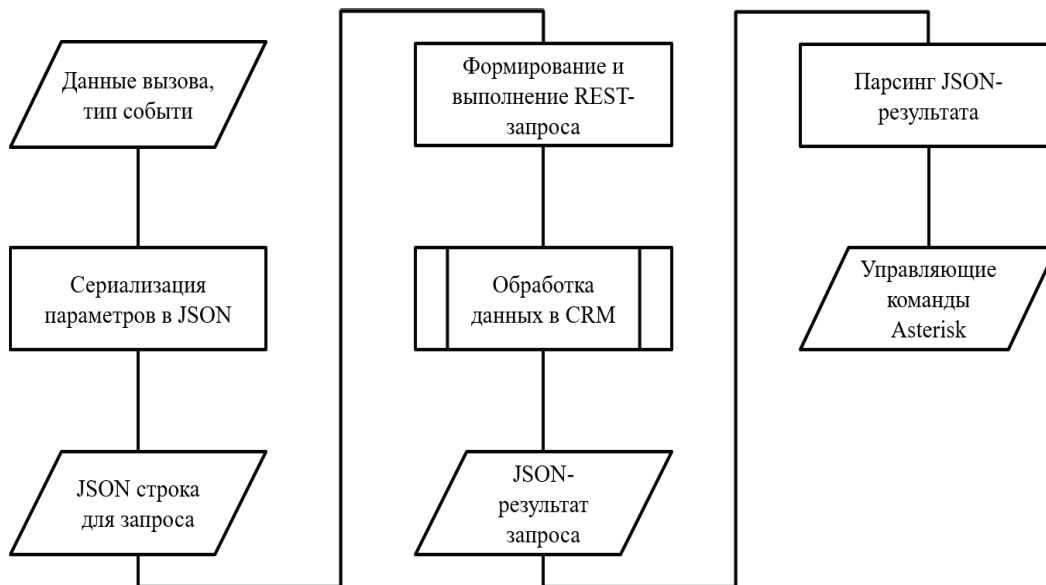 Данные вызова,
тип событи
Сериализация
параметров в JSON
JSON строка
для запроса
Формирование и
выполнение REST-
запроса
Обработка
данных в CRM
JSON-
результат
запроса
Парсинг JSON-
результата
Управляющие
команды
Asterisk